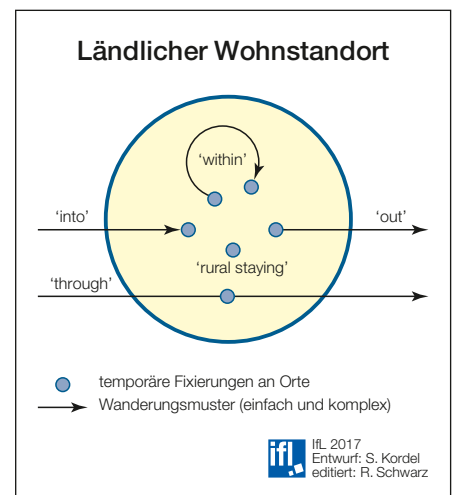 Ländlicher Wohnstandort
‘within’
‘into’
‘out’
‘rural staying’
‘through’
temporäre Fixierungen an Orte
Wanderungsmuster (einfach und komplex)
ifl
IfL 2017
Entwurf: S. Kordel
editiert: R. Schwarz